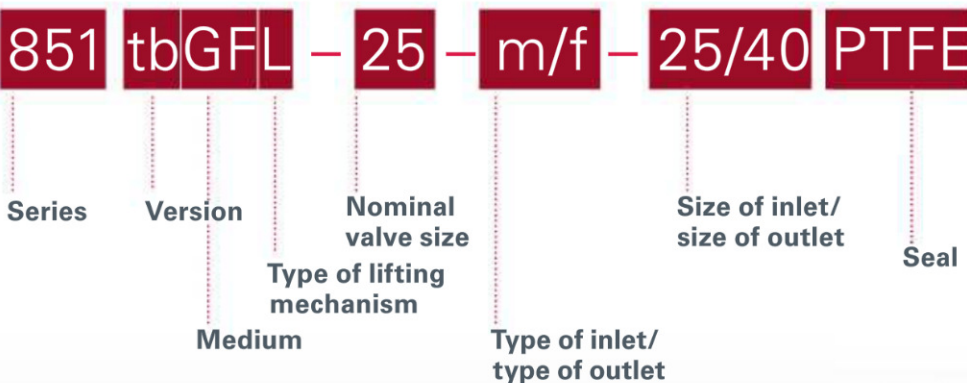 851 tbGFL – 25 – m/f – 25/40 PTFE
Series
Version
Nominal
valve size
Size of inlet/
size of outlet
Seal
Type of lifting
mechanism
Medium
Type of inlet/
type of outlet